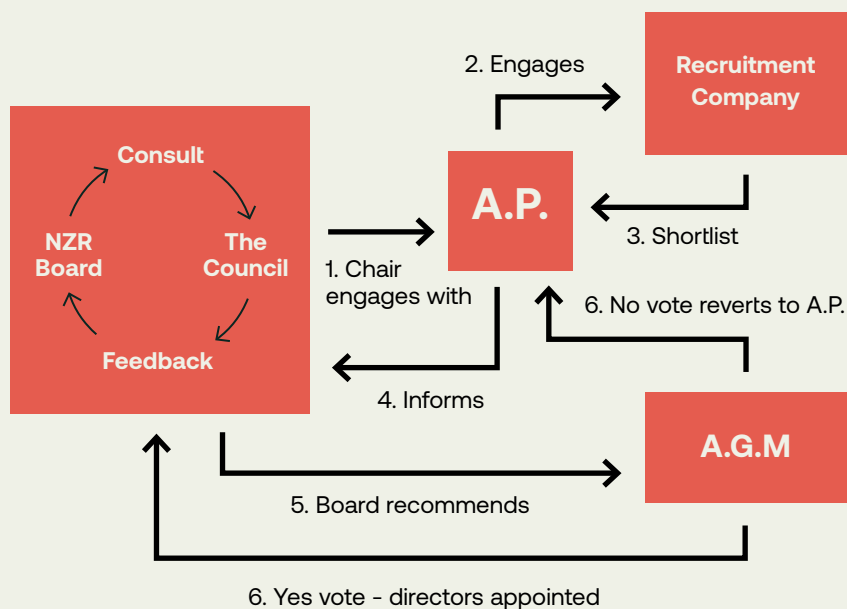 2. Engages
Recruitment
Company
Consult
A.P.
NZR
Board
The
Council
3. Shortlist
1. Chair
engages with
6. No vote reverts to A.P.
Feedback
4. Informs
A.G.M
5. Board recommends
6. Yes vote - directors appointed